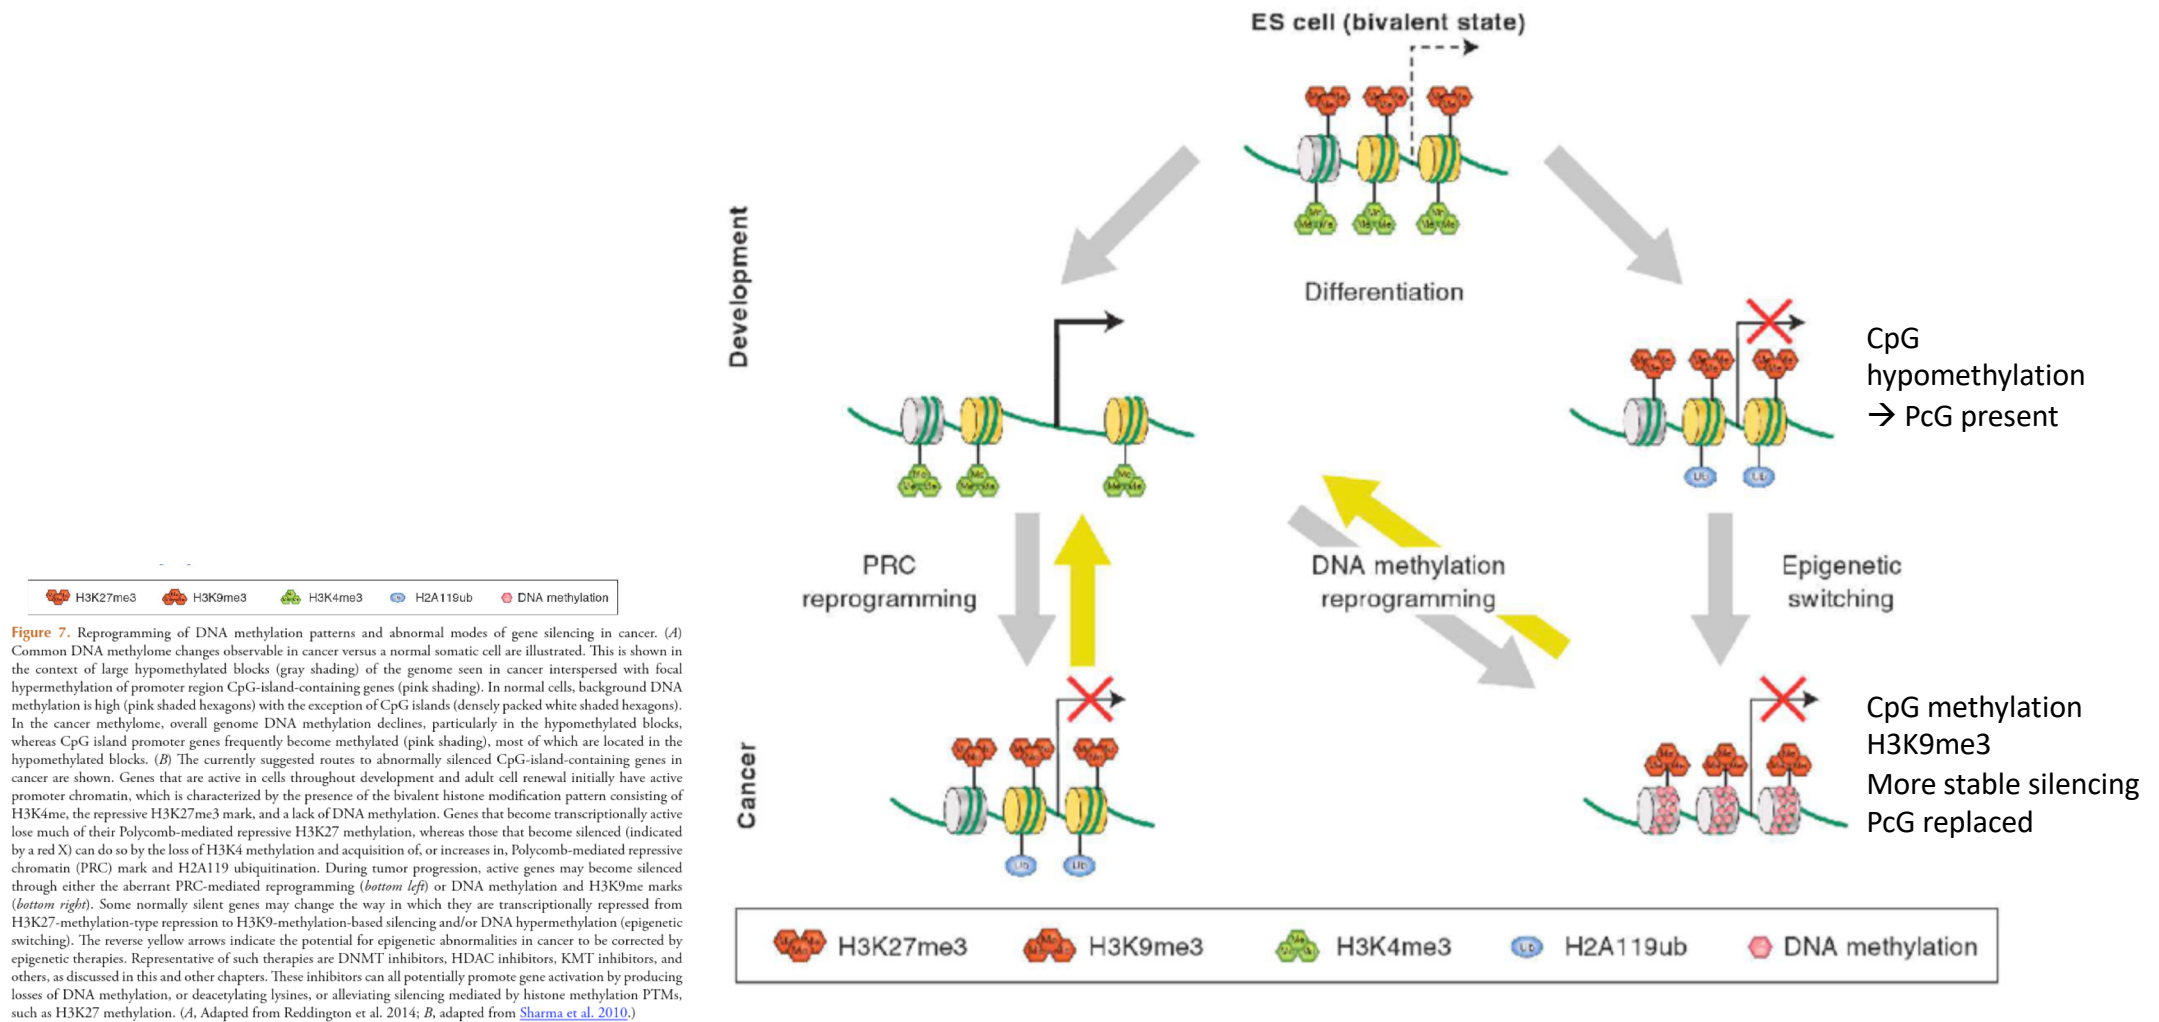 H3K27me3 H3K9me3 H3K4me3 H2A119ub DNA methylation
Figure 7. Reprogramming of DNA methylation patterns and abnormal modes of gene silencing in cancer. (A)
Common DNA methylome changes observable in cancer versus a normal somatic cell are illustrated. This is shown in
the context of large hypomethylated blocks (gray shading) of the genome seen in cancer interspersed with focal
hypermethylation of promoter region CpG-island-containing genes (pink shading). In normal cells, background DNA
methylation is high (pink shaded hexagons) with the exception of CpG islands (densely packed white shaded hexagons).
In the cancer methylome, overall genome DNA methylation declines, particularly in the hypomethylated blocks,
whereas CpG island promoter genes frequently become methylated (pink shading), most of which are located in the
hypomethylated blocks. (B) The currently suggested routes to abnormally silenced CpG-island-containing genes in
cancer are shown. Genes that are active in cells throughout development and adult cell renewal initially have active
promoter chromatin, which is characterized by the presence of the bivalent histone modification pattern consisting of
H3K4me, the repressive H3K27me3 mark, and a lack of DNA methylation. Genes that become transcriptionally active
lose much of their Polycomb-mediated repressive H3K27 methylation, whereas those that become silenced (indicated
by a red X) can do so by the loss of H3K4 methylation and acquisition of, or increases in, Polycomb-mediated repressive
chromatin (PRC) mark and H2A119 ubiquitination. During tumor progression, active genes may become silenced
through either the aberrant PRC-mediated reprogramming (bottom left) or DNA methylation and H3K9me marks
(bottom right). Some normally silent genes may change the way in which they are transcriptionally repressed from
H3K27-methylation-type repression to H3K9-methylation-based silencing and/or DNA hypermethylation (epigenetic
switching). The reverse yellow arrows indicate the potential for epigenetic abnormalities in cancer to be corrected by
epigenetic therapies. Representative of such therapies are DNMT inhibitors, HDAC inhibitors, KMT inhibitors, and
others, as discussed in this and other chapters. These inhibitors can all potentially promote gene activation by producing
losses of DNA methylation, or deacetylating lysines, or alleviating silencing mediated by histone methylation PTMs,
such as H3K27 methylation. (A, Adapted from Reddington et al. 2014; B, adapted from Sharma et al. 2010.)
ES cell (bivalent state)
Development
Differentiation
CpG
hypomethylation
→ PcG present
Ub Ub
PRC
reprogramming
DNA methylation
reprogramming
Epigenetic
switching
Cancer
Ub Ub
CpG methylation
H3K9me3
More stable silencing
PcG replaced
H3K27me3 H3K9me3 H3K4me3 Ub H2A119ub DNA methylation